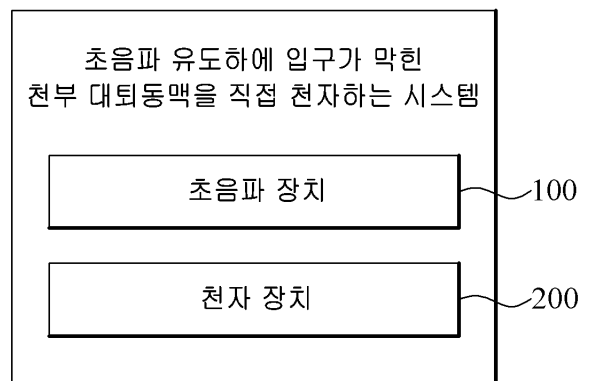 초음파 유도하에 입구가 막힌
천부 대퇴동맥을 직접 천자하는 시스템
초음파 장치
100
천자 장치
200